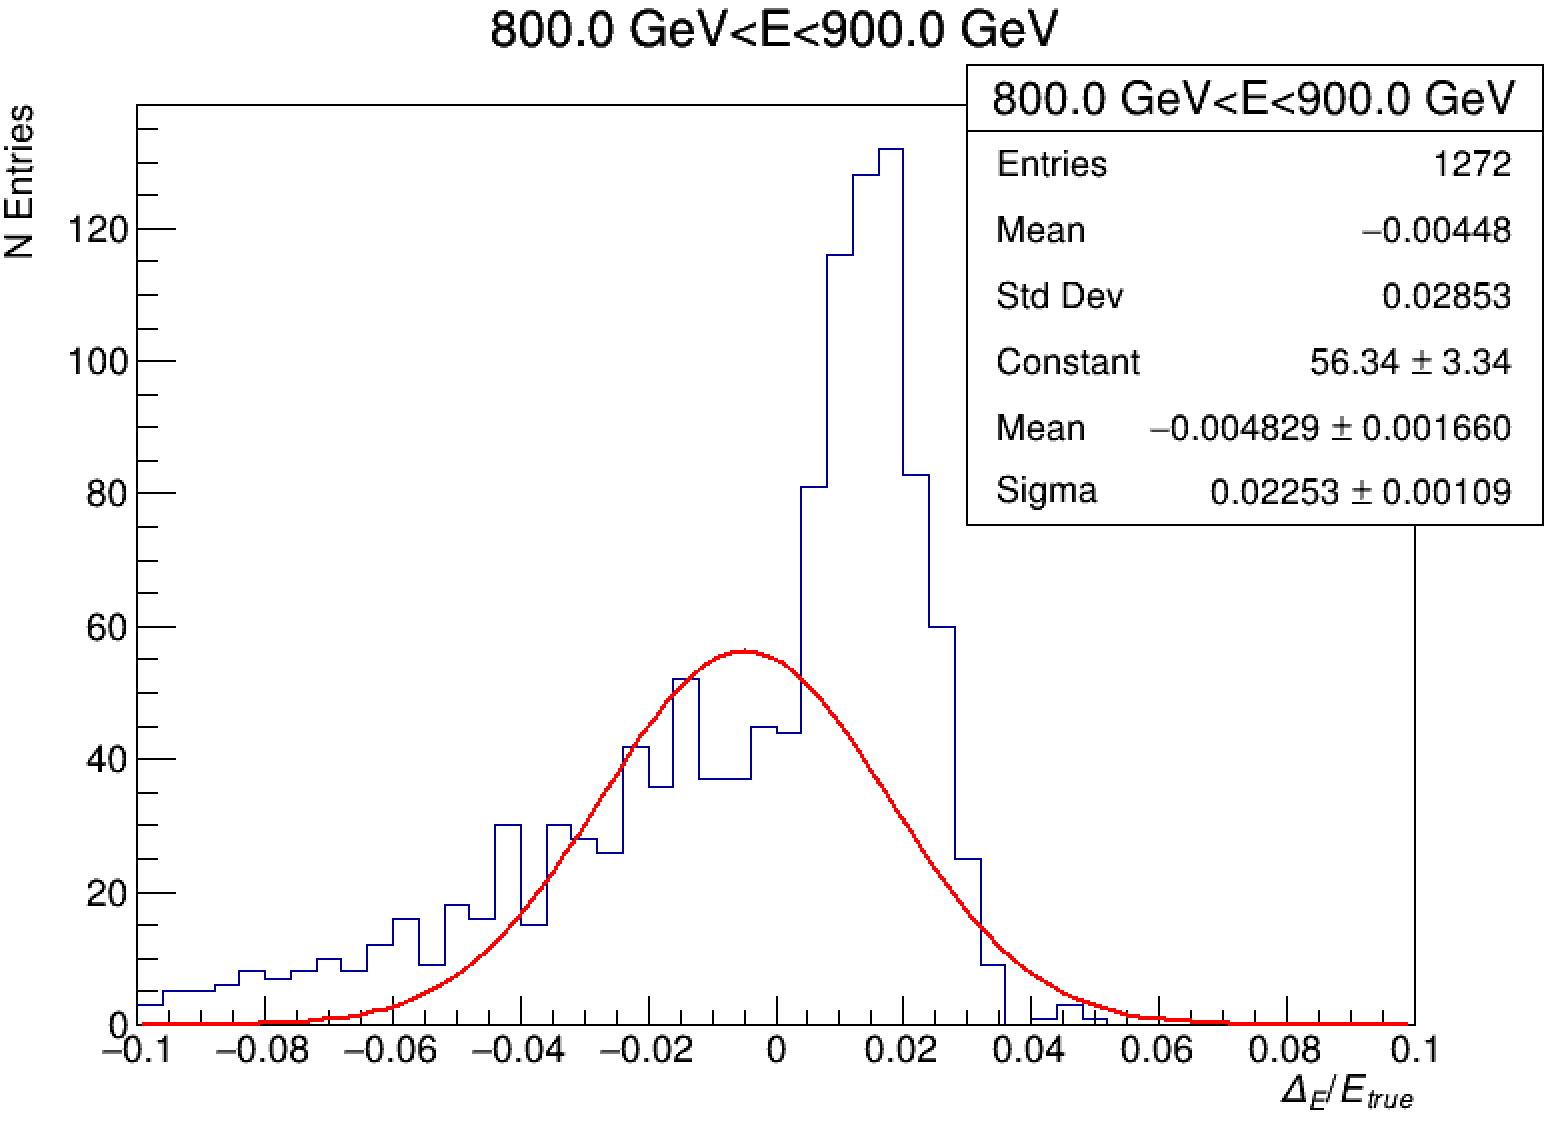 800.0 GeV<E<900.0 GeV
800.0 GeV<E<900.0 GeV
Entries 1272
Mean −0.00448
Std Dev 0.02853
Constant 56.34 ± 3.34
Mean −0.004829 ± 0.001660
Sigma 0.02253 ± 0.00109
N Entries
120
100
80
60
40
20
0
−0.1 −0.08 −0.06 −0.04 −0.02 0 0.02 0.04 0.06 0.08 0.1
Δ_E/E_true